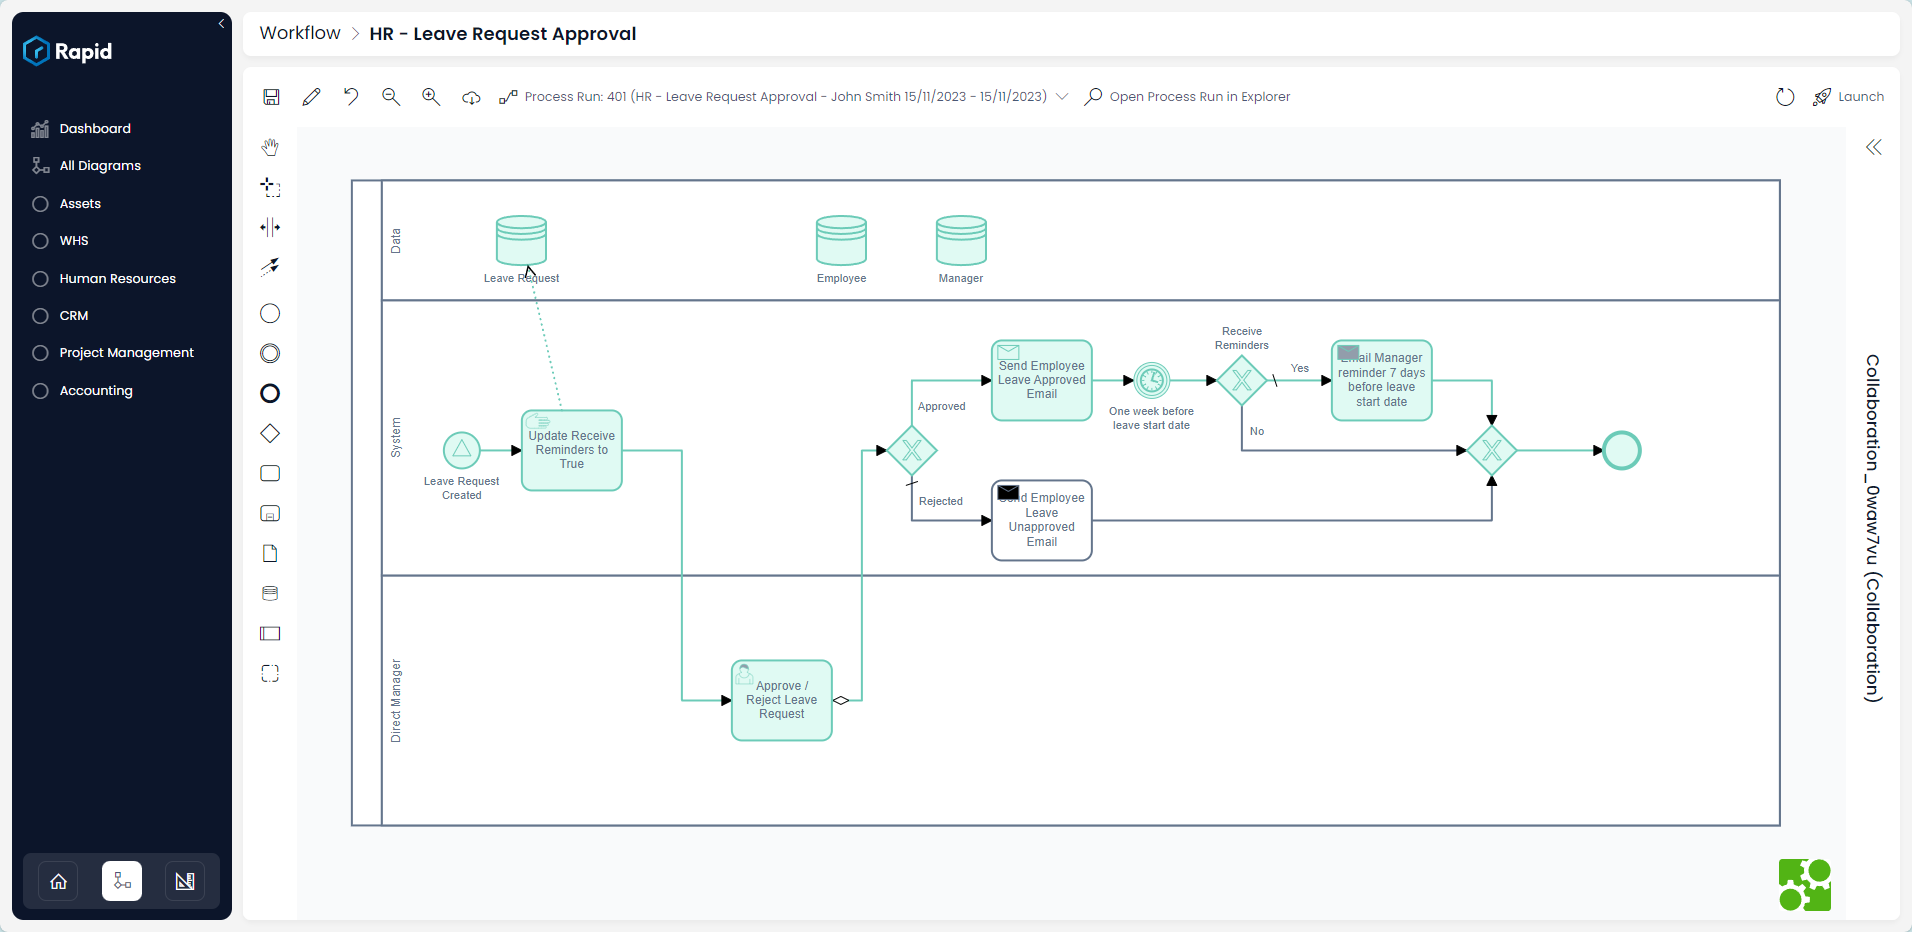 Rapid
Dashboard
All Diagrams
Assets
WHS
Human Resources
CRM
Project Management
Accounting
Workflow > HR - Leave Request Approval
Process Run: 401 (HR - Leave Request Approval - John Smith 15/11/2023 - 15/11/2023)
Open Process Run in Explorer
Launch
Data
Leave Request
Employee
Manager
System
Leave Request
Created
Update Receive
Reminders to
True
Approved
Rejected
Send Employee
Leave Approved
Email
One week before
leave start date
Receive
Reminders
Yes
No
Email Manager
reminder 7 days
before leave
start date
Send Employee
Leave
Unapproved
Email
Direct Manager
Approve /
Reject Leave
Request
Collaboration_0waw7vu (Collaboration)